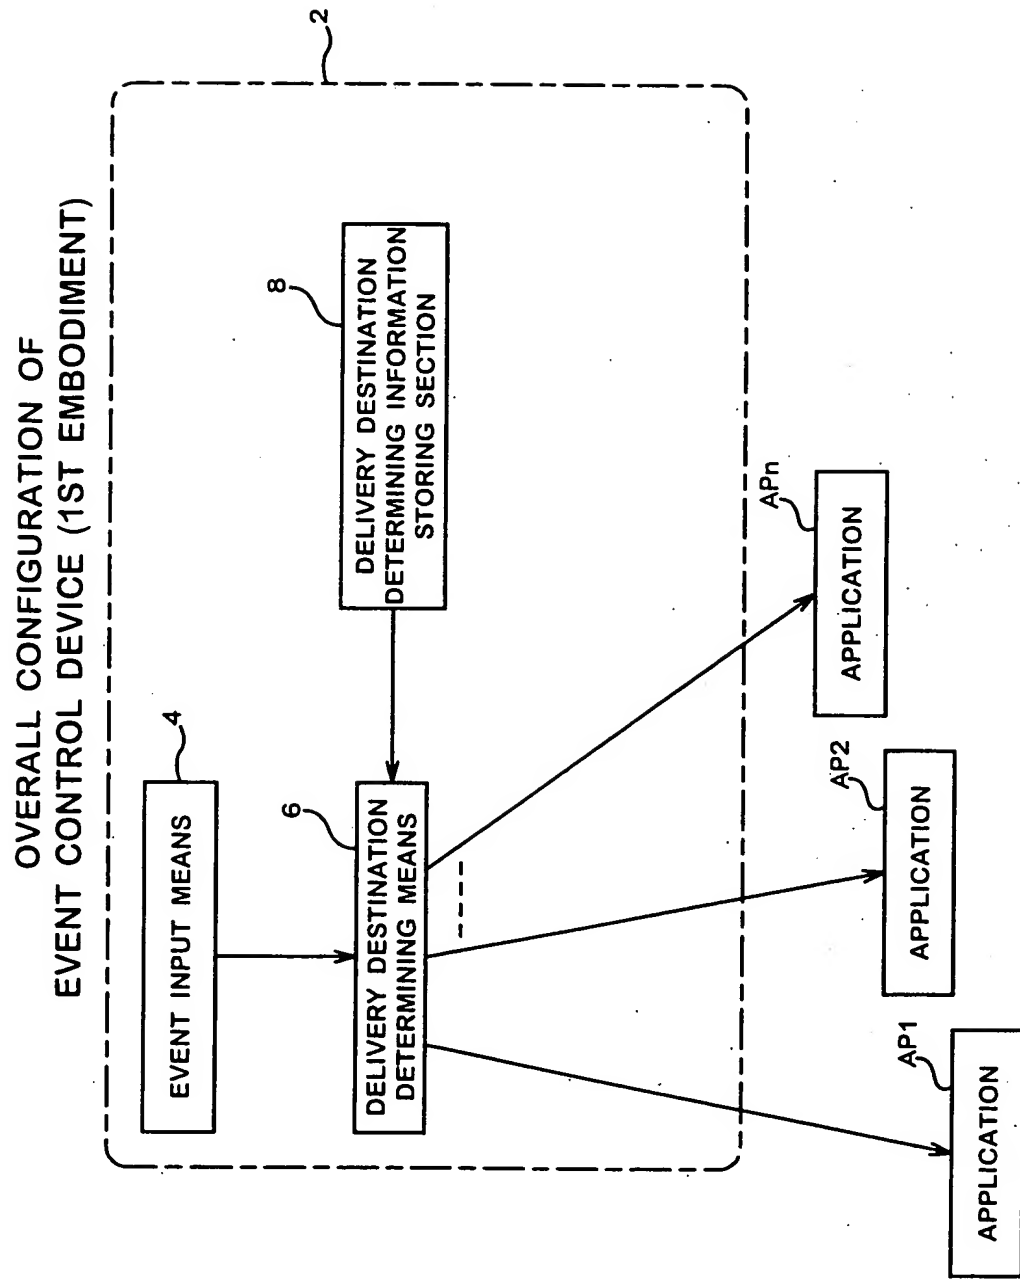 OVERALL CONFIGURATION OF
EVENT CONTROL DEVICE (1ST EMBODIMENT)
2
EVENT INPUT MEANS
4
DELIVERY DESTINATION
DETERMINING MEANS
6
DELIVERY DESTINATION
DETERMINING INFORMATION
STORING SECTION
8
APPLICATION
AP1
APPLICATION
AP2
APPLICATION
APn